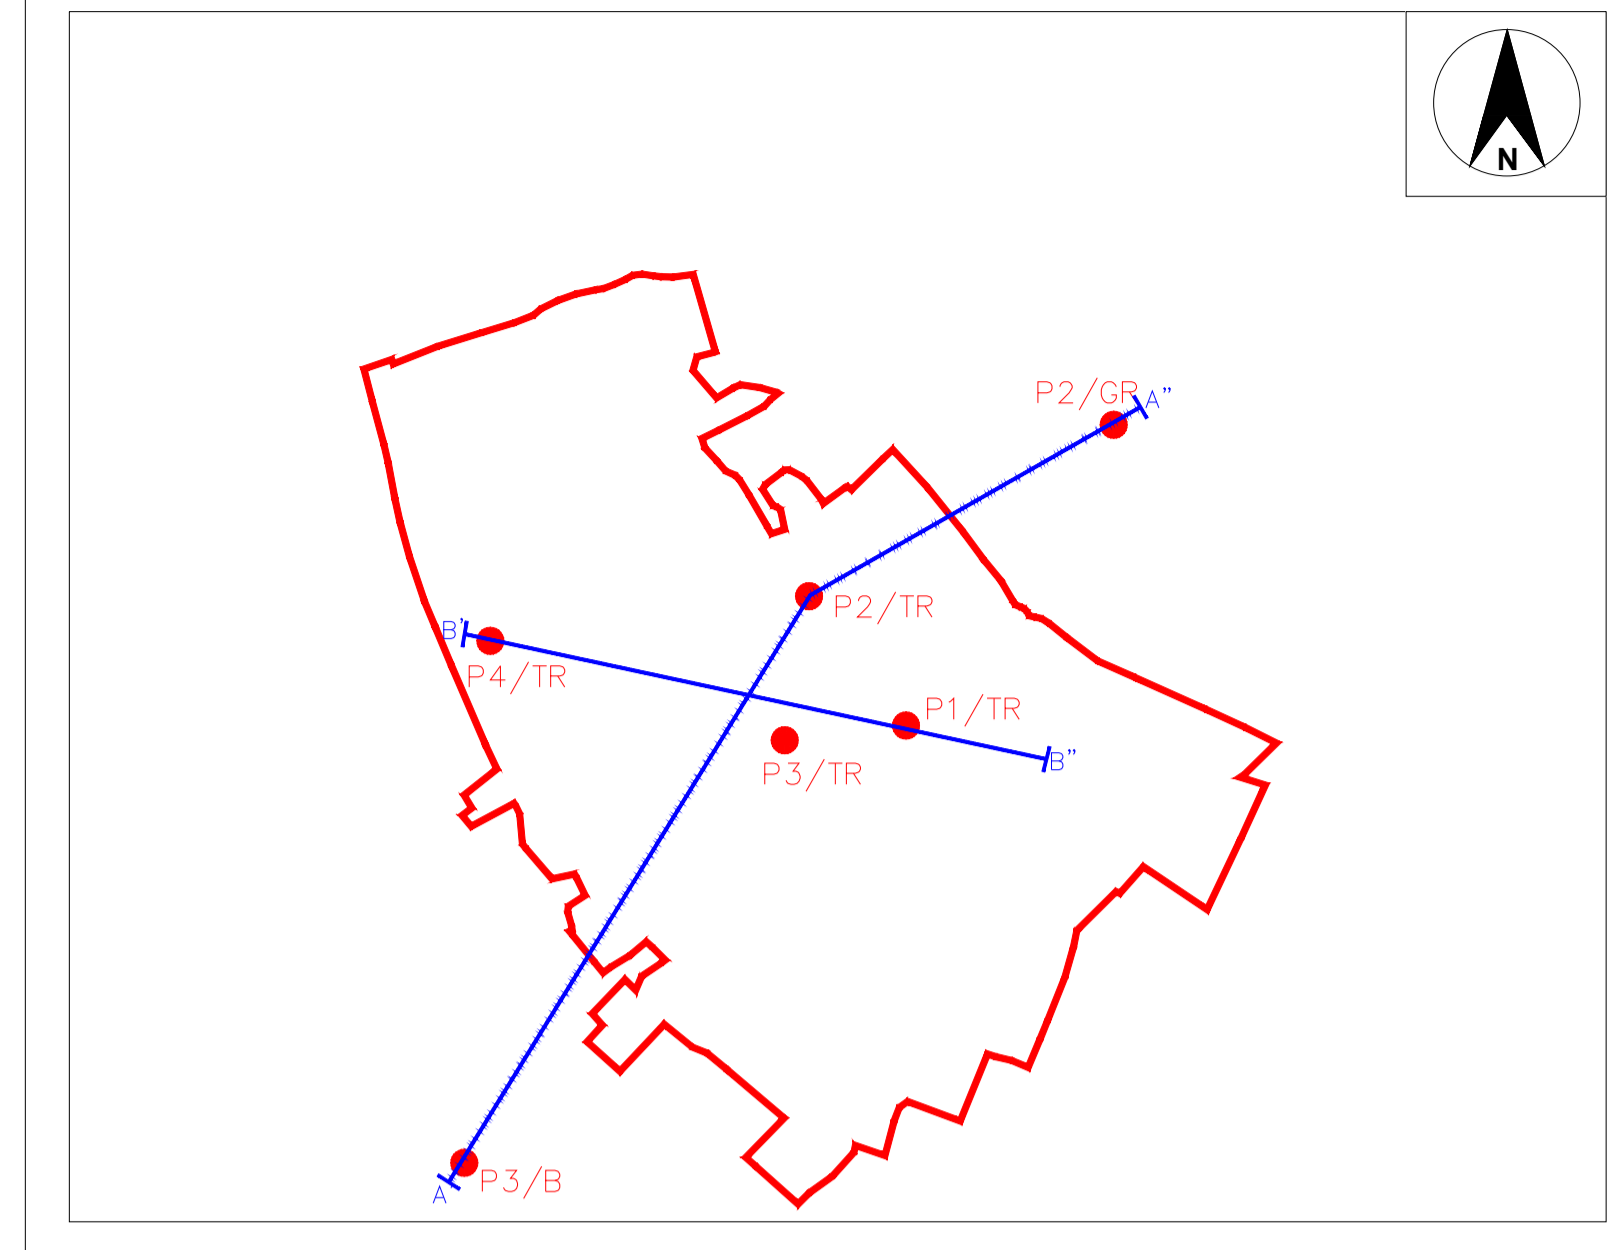 N
P2/GR
A"
P2/TR
B'
P4/TR
P1/TR
B"
P3/TR
P3/B
A